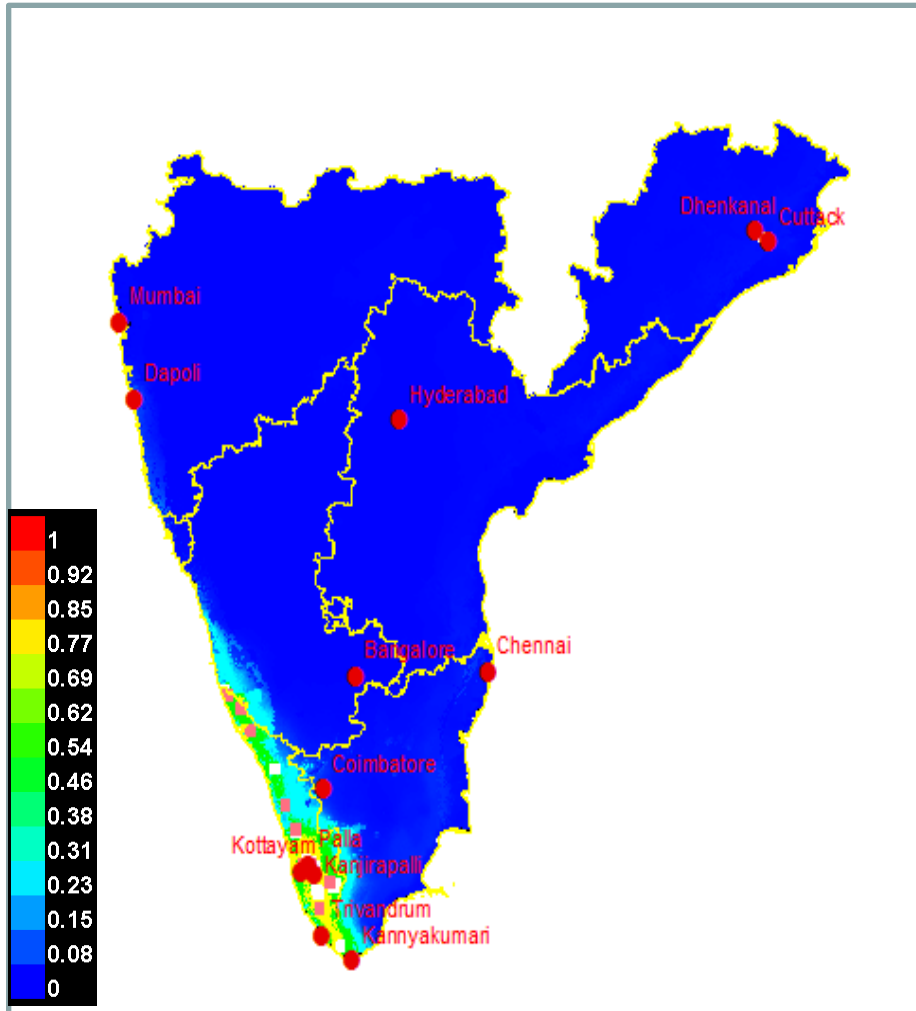 Dhenkanal
Cuttack
Mumbai
Dapoli
Hyderabad
Bangalore
Chennai
Coimbatore
Palla
Kottayam
Kanjirapalli
Trivandrum
Kannyakumari
1
0.92
0.85
0.77
0.69
0.62
0.54
0.46
0.38
0.31
0.23
0.15
0.08
0